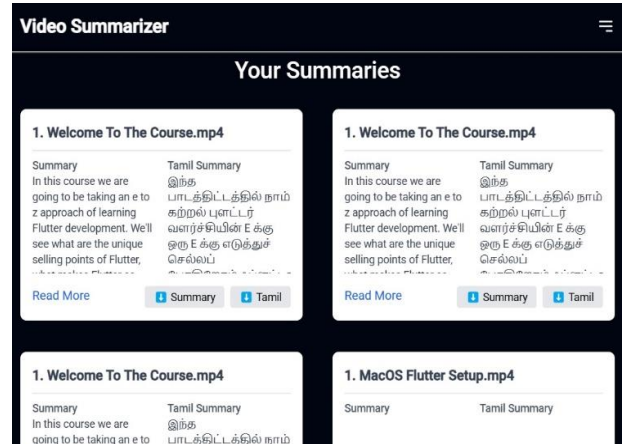 Video Summarizer
Your Summaries
1. Welcome To The Course.mp4
Summary
In this course we are
going to be taking an e to
z approach of learning
Flutter development. We'll
see what are the unique
selling points of Flutter,
Tamil Summary
இந்த
பாடத்திட்டத்தில் நாம்
கற்றல் புளட்டர்
வளர்ச்சியின் E க்கு
ஒரு E க்கு எடுத்துச்
செல்லப்
Read More
Summary
Tamil
1. Welcome To The Course.mp4
Summary
In this course we are
going to be taking an e to
z approach of learning
Flutter development. We'll
see what are the unique
selling points of Flutter,
Tamil Summary
இந்த
பாடத்திட்டத்தில் நாம்
கற்றல் புளட்டர்
வளர்ச்சியின் E க்கு
ஒரு E க்கு எடுத்துச்
செல்லப்
Read More
Summary
Tamil
1. Welcome To The Course.mp4
Summary
In this course we are
going to be taking an e to
Tamil Summary
இந்த
பாடத்திட்டத்தில் நாம்
1. MacOS Flutter Setup.mp4
Summary
Tamil Summary